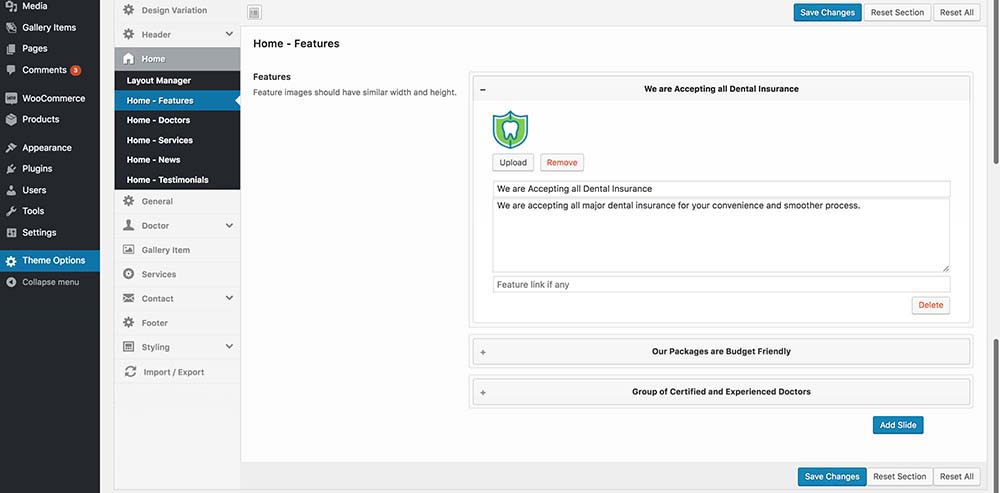 Media
Gallery Items
Pages
Comments 3
WooCommerce
Products
Appearance
Plugins
Users
Tools
Settings
Theme Options
Collapse menu
Design Variation
Header
Home
Layout Manager
Home - Features
Home - Doctors
Home - Services
Home - News
Home - Testimonials
General
Doctor
Gallery Item
Services
Contact
Footer
Styling
Import / Export
Save Changes Reset Section Reset All
Home - Features
Features
Feature images should have similar width and height.
We are Accepting all Dental Insurance
Upload Remove
We are Accepting all Dental Insurance
We are accepting all major dental insurance for your convenience and smoother process.
Feature link if any
Delete
Our Packages are Budget Friendly
Group of Certified and Experienced Doctors
Add Slide
Save Changes Reset Section Reset All